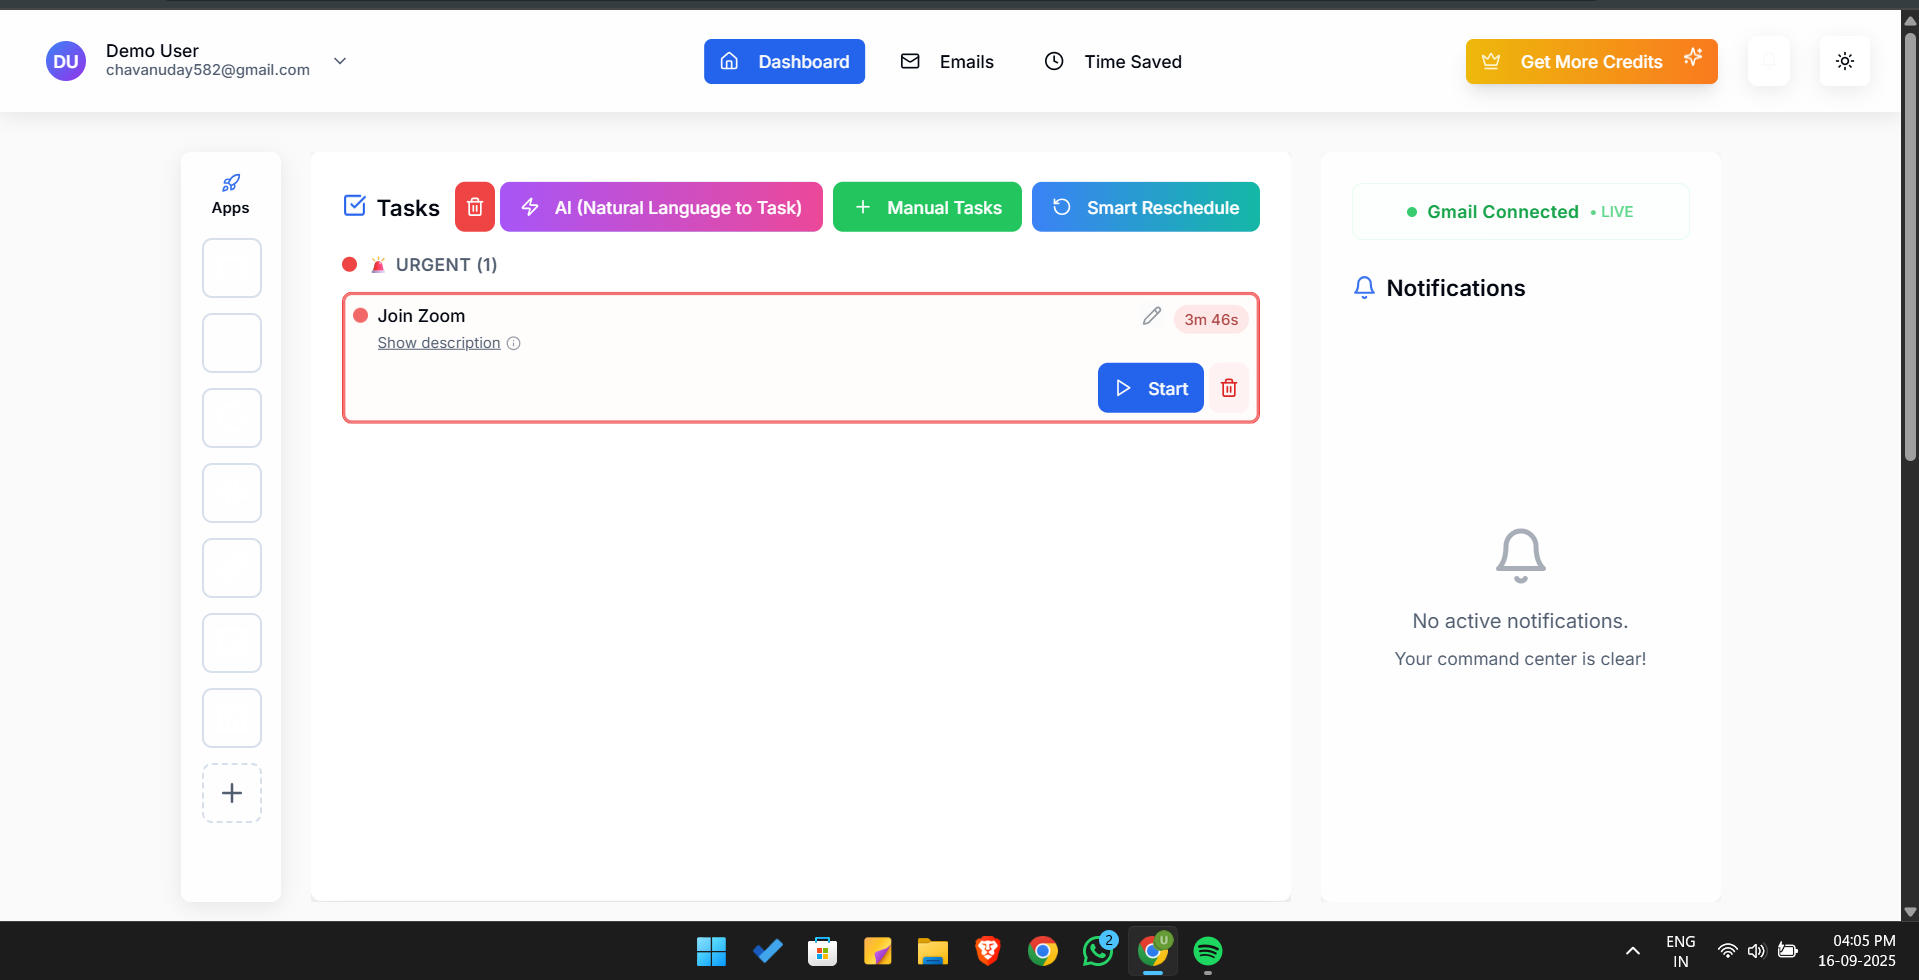 DU
Demo User
chavanuday582@gmail.com
Dashboard
Emails
Time Saved
Get More Credits
Apps
Tasks
AI (Natural Language to Task)
Manual Tasks
Smart Reschedule
URGENT (1)
Join Zoom
3m 46s
Show description
Start
Gmail Connected
• LIVE
Notifications
No active notifications.
Your command center is clear!
2
U
ENG
IN
04:05 PM
16-09-2025